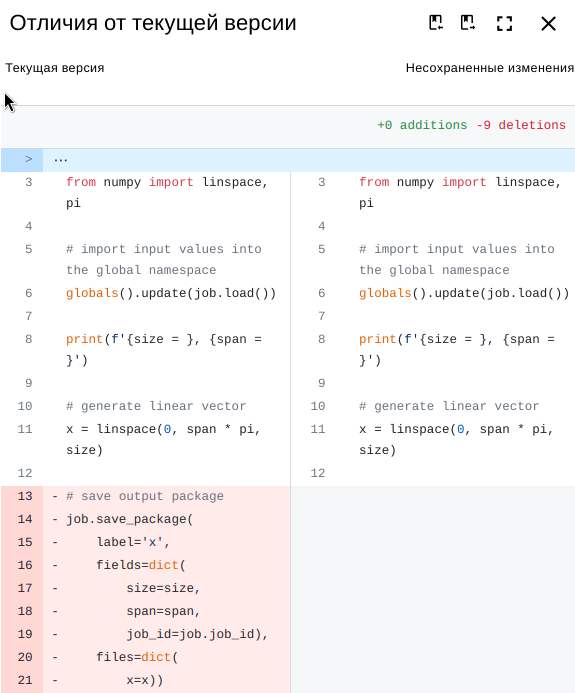 Отличия от текущей версии
Текущая версия
Несохраненные изменения
+0 additions -9 deletions
> ...
3 from numpy import linspace,
pi
4
5 # import input values into
the global namespace
6 globals().update(job.load())
7
8 print(f'{size = }, {span =
}')
9
10 # generate linear vector
11 x = linspace(0, span * pi,
size)
12
13 - # save output package
14 - job.save_package(
15 -     label='x',
16 -     fields=dict(
17 -         size=size,
18 -         span=span,
19 -         job_id=job.job_id),
20 -     files=dict(
21 -         x=x))
3 from numpy import linspace,
pi
4
5 # import input values into
the global namespace
6 globals().update(job.load())
7
8 print(f'{size = }, {span =
}')
9
10 # generate linear vector
11 x = linspace(0, span * pi,
size)
12